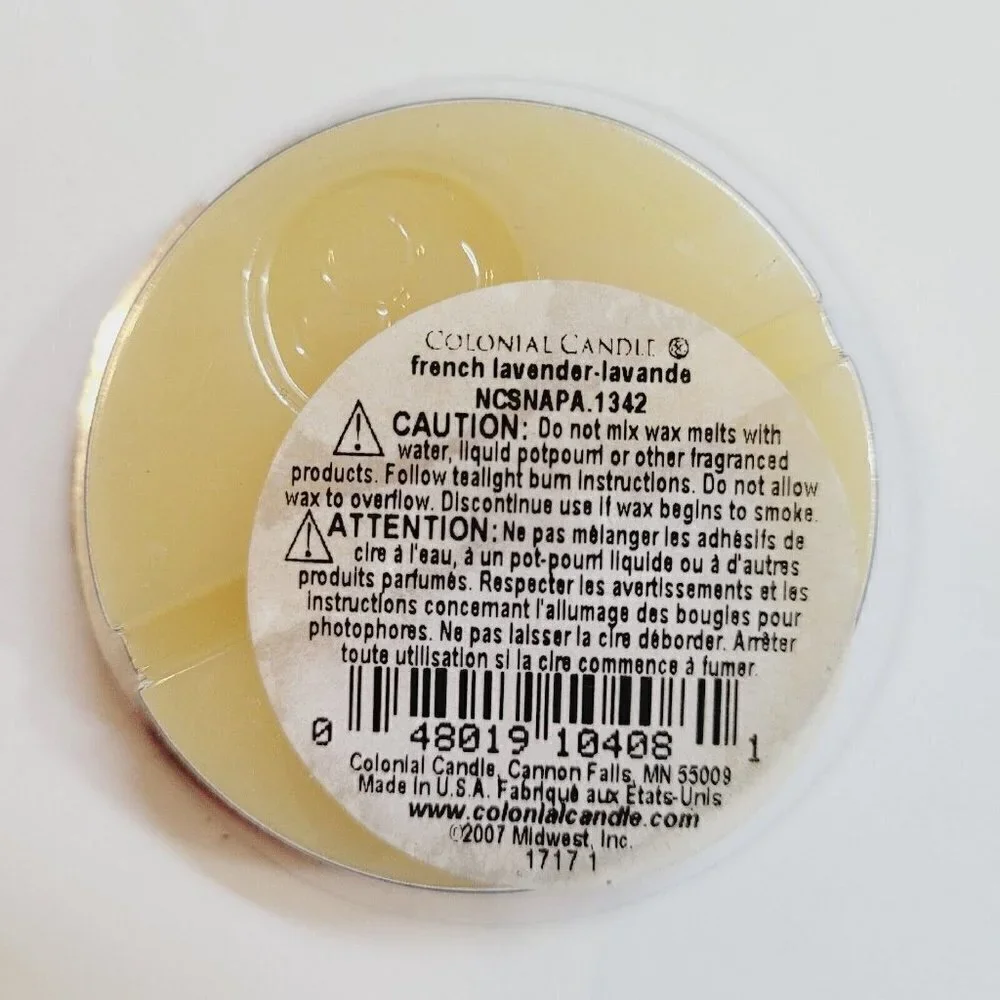 COLONIAL CANDLE ®
french lavender-lavande
NCSNAPA.1342
CAUTION: Do not mix wax melts with
water, liquid potpourri or other fragranced
products. Follow tealight burn instructions. Do not allow
wax to overflow. Discontinue use if wax begins to smoke.
ATTENTION: Ne pas mélanger les adhésifs de
cire à l'eau, à un pot-pourri liquide ou à d'autres
produits parfumés. Respecter les avertissements et les
instructions concernant l'allumage des bougies pour
photophores. Ne pas laisser la cire déborder. Arrêter
toute utilisation si la cire commence à fumer.
0 48019 10408 1
Colonial Candle, Cannon Falls, MN 55009
Made in U.S.A. Fabriqué aux États-Unis
www.colonialcandle.com
©2007 Midwest, Inc.
1717 1